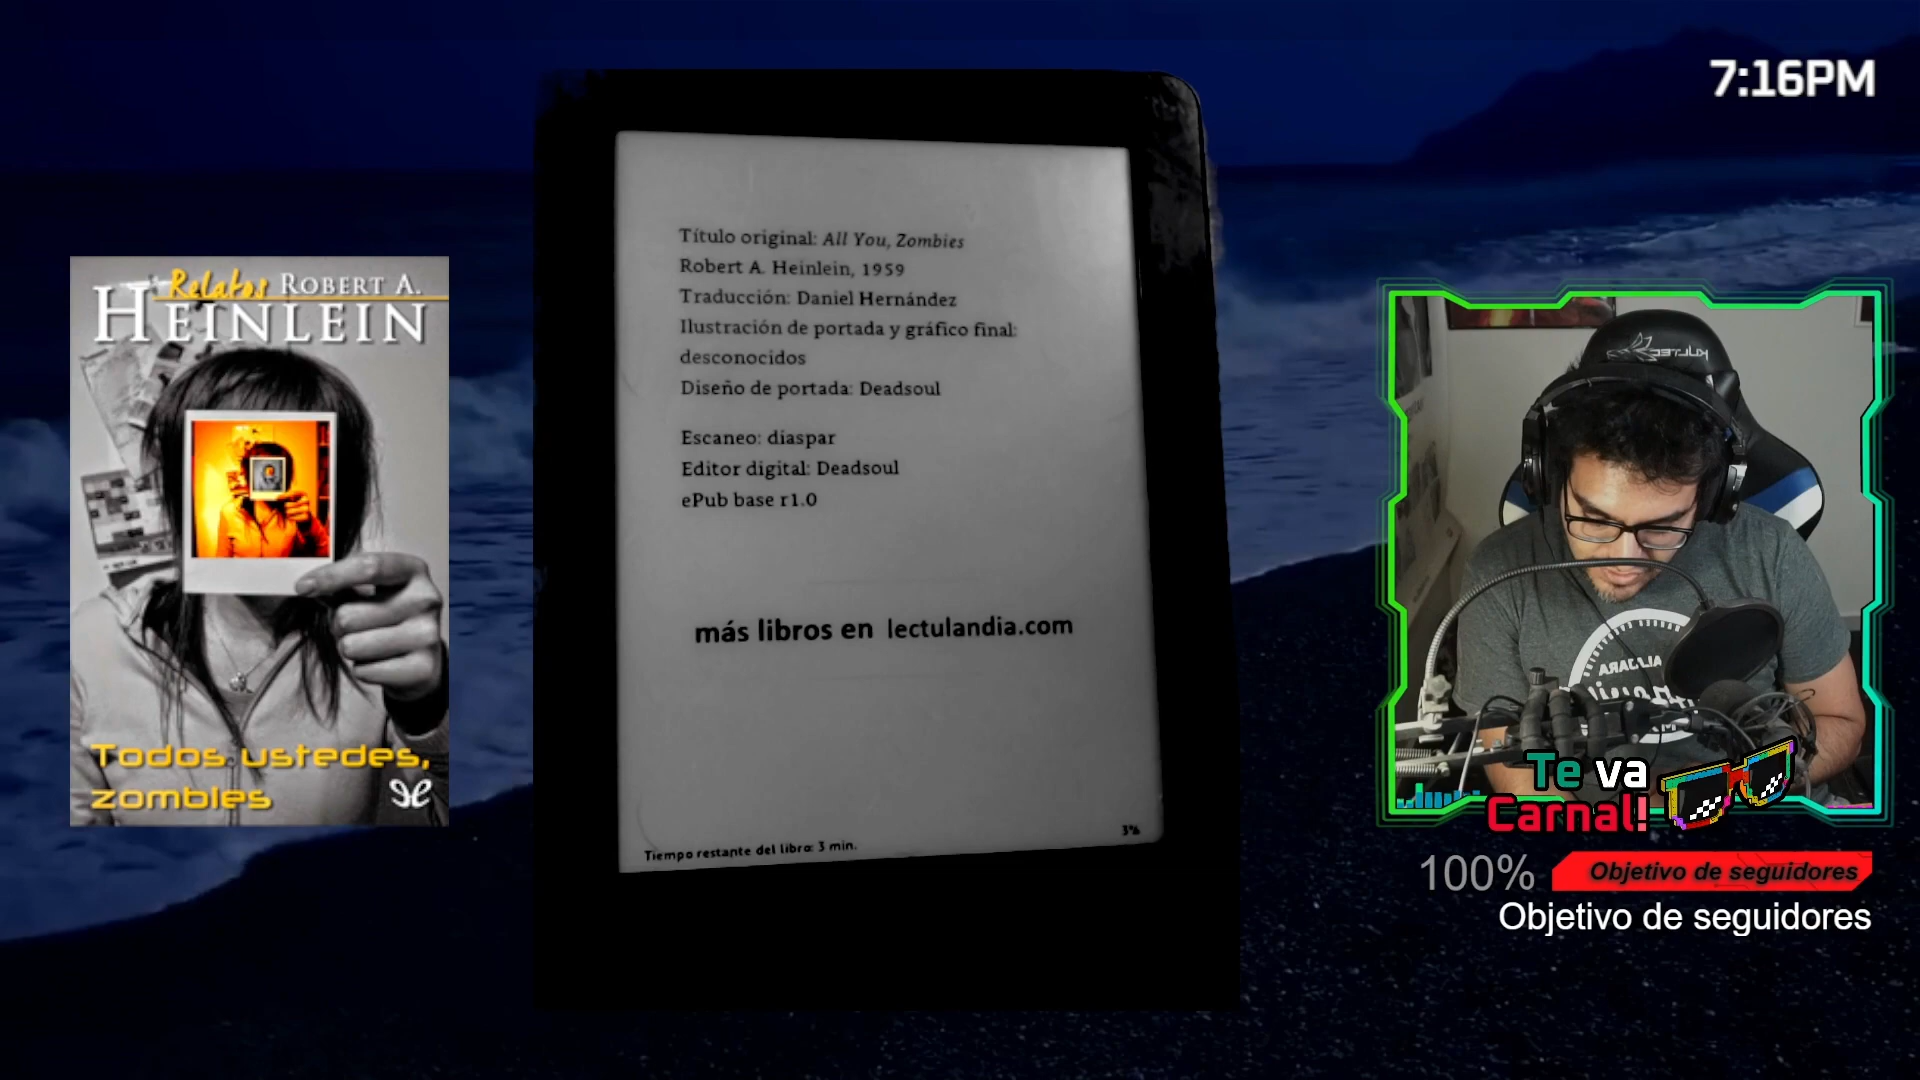 7:16PM
Relatos ROBERT A.
HEINLEIN
Todos ustedes,
zombies
Título original: All You, Zombies
Robert A. Heinlein, 1959
Traducción: Daniel Hernández
Ilustración de portada y gráfico final:
desconocidos
Diseño de portada: Deadsoul
Escaneo: diaspar
Editor digital: Deadsoul
ePub base r1.0
más libros en lectulandia.com
Tiempo restante del libro: 3 min.
3%
Te va
Carnal!
100% Objetivo de seguidores
Objetivo de seguidores